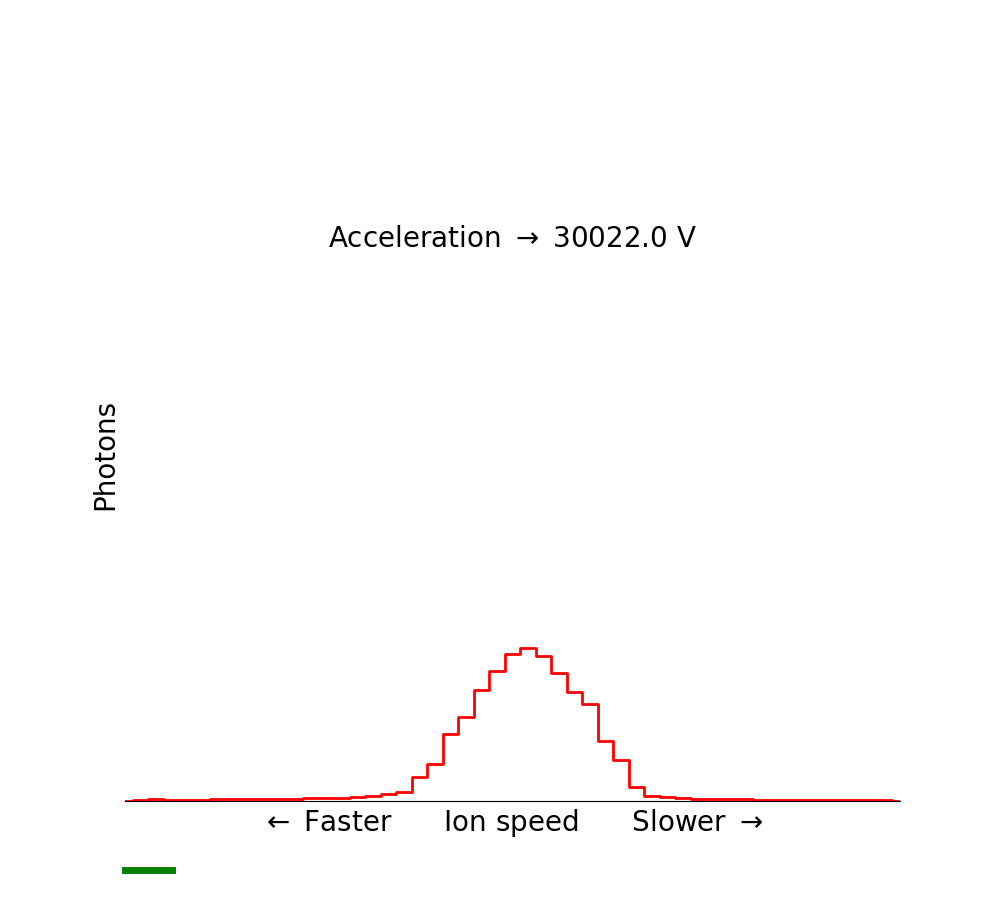 Acceleration → 30022.0 V
Photons
← Faster Ion speed Slower →